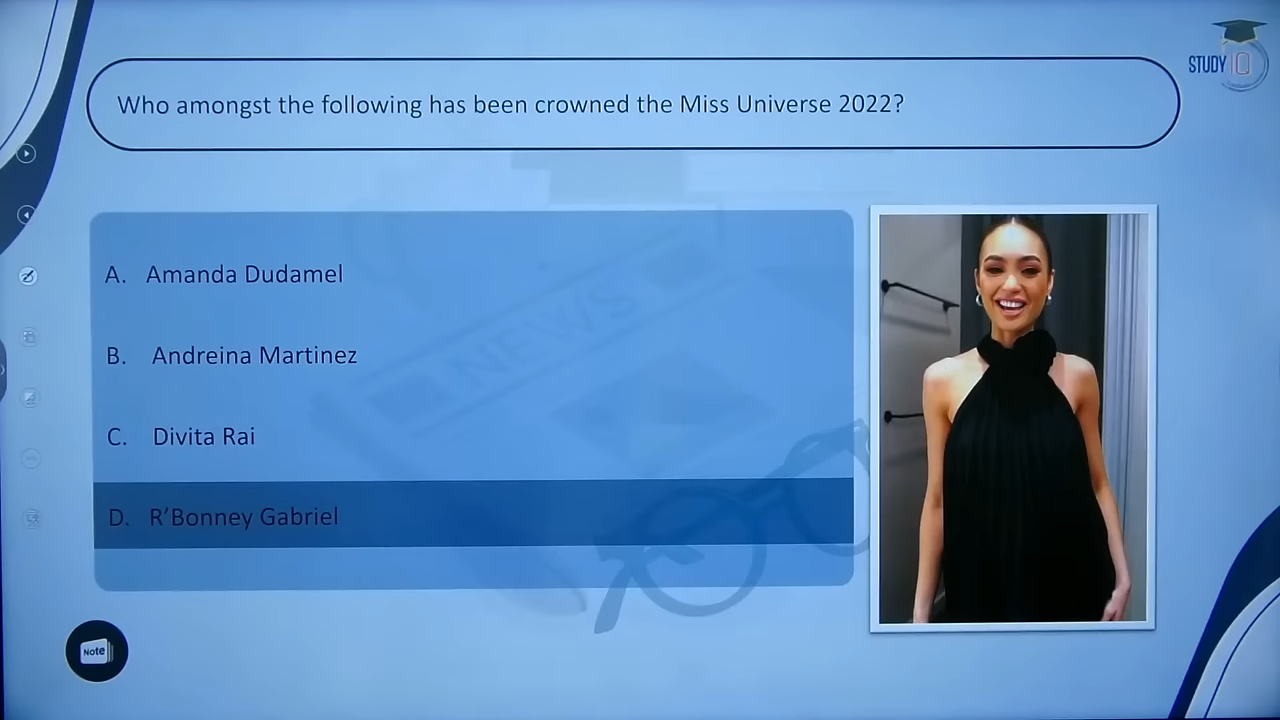 STUDY IQ
Who amongst the following has been crowned the Miss Universe 2022?
A. Amanda Dudamel
B. Andreina Martinez
C. Divita Rai
D. R’Bonney Gabriel
NEWS
Note